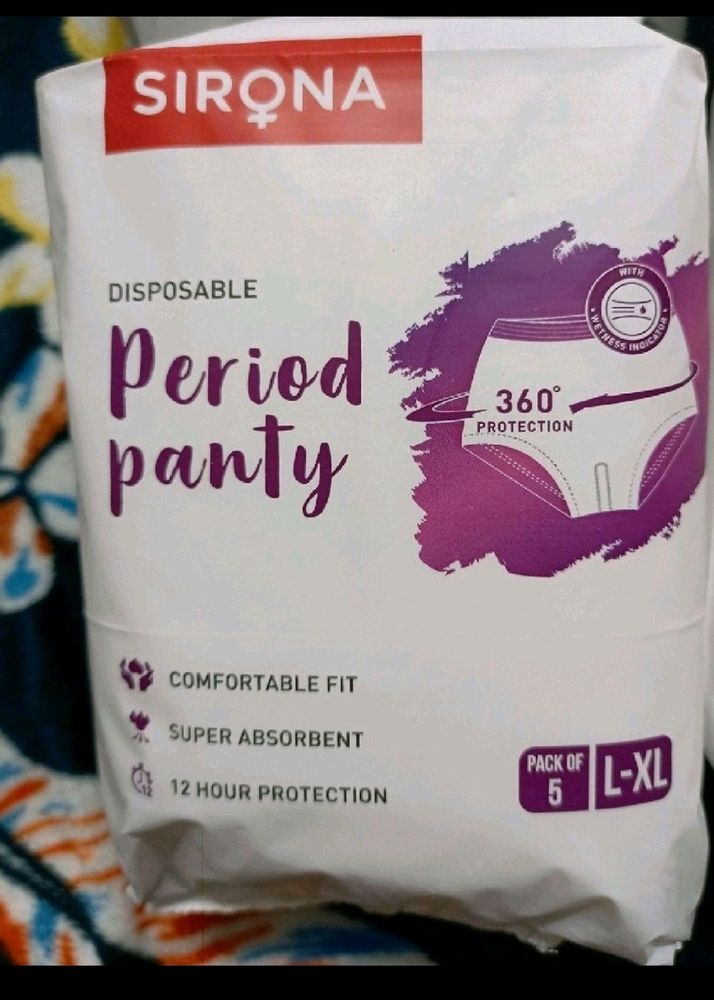 SIRONA
DISPOSABLE
Period
panty
WITH
WETNESS INDICATOR
360°
PROTECTION
COMFORTABLE FIT
SUPER ABSORBENT
12
12 HOUR PROTECTION
PACK OF
5
L-XL